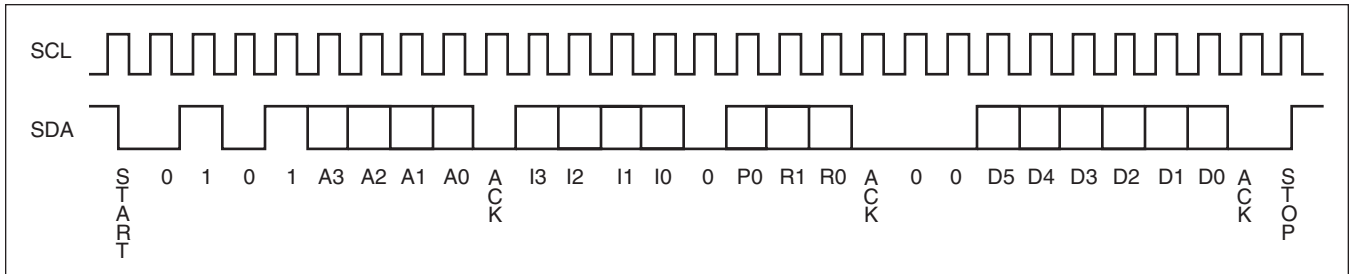 SCL
SDA
START 0 1 0 1 A3 A2 A1 A0 ACK I3 I2 I1 I0 0 P0 R1 R0 ACK 0 0 D5 D4 D3 D2 D1 D0 ACK STOP